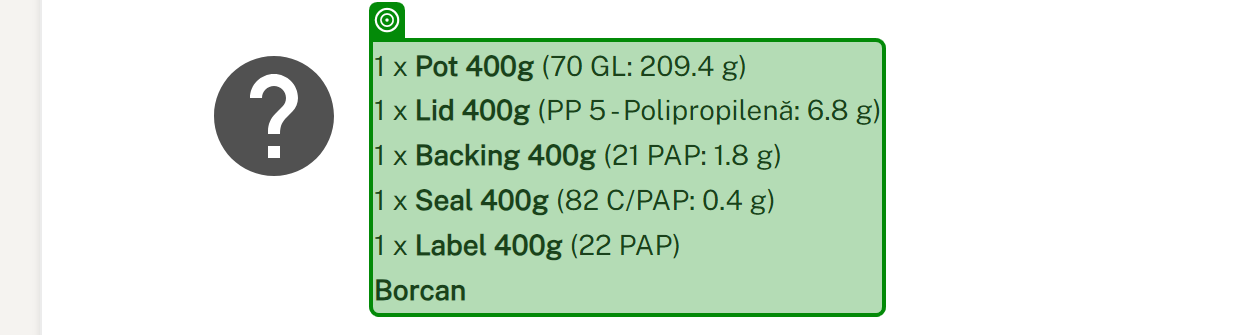 ?
1 x Pot 400g (70 GL: 209.4 g)
1 x Lid 400g (PP 5 - Polipropilenă: 6.8 g)
1 x Backing 400g (21 PAP: 1.8 g)
1 x Seal 400g (82 C/PAP: 0.4 g)
1 x Label 400g (22 PAP)
Borcan